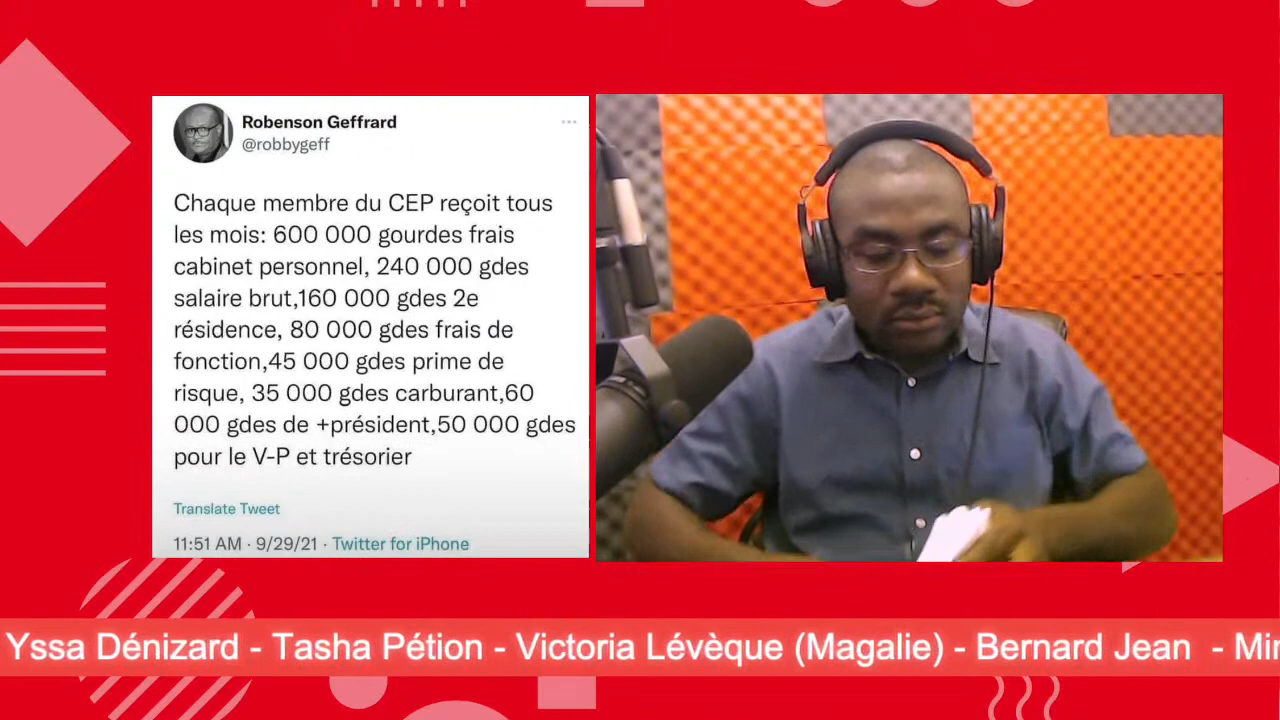 Robenson Geffrard
@robbygeff
Chaque membre du CEP reçoit tous
les mois: 600 000 gourdes frais
cabinet personnel, 240 000 gdes
salaire brut,160 000 gdes 2e
résidence, 80 000 gdes frais de
fonction,45 000 gdes prime de
risque, 35 000 gdes carburant,60
000 gdes de +président,50 000 gdes
pour le V-P et trésorier
Translate Tweet
11:51 AM · 9/29/21 · Twitter for iPhone
Yssa Dénizard - Tasha Pétion - Victoria Lévèque (Magalie) - Bernard Jean -